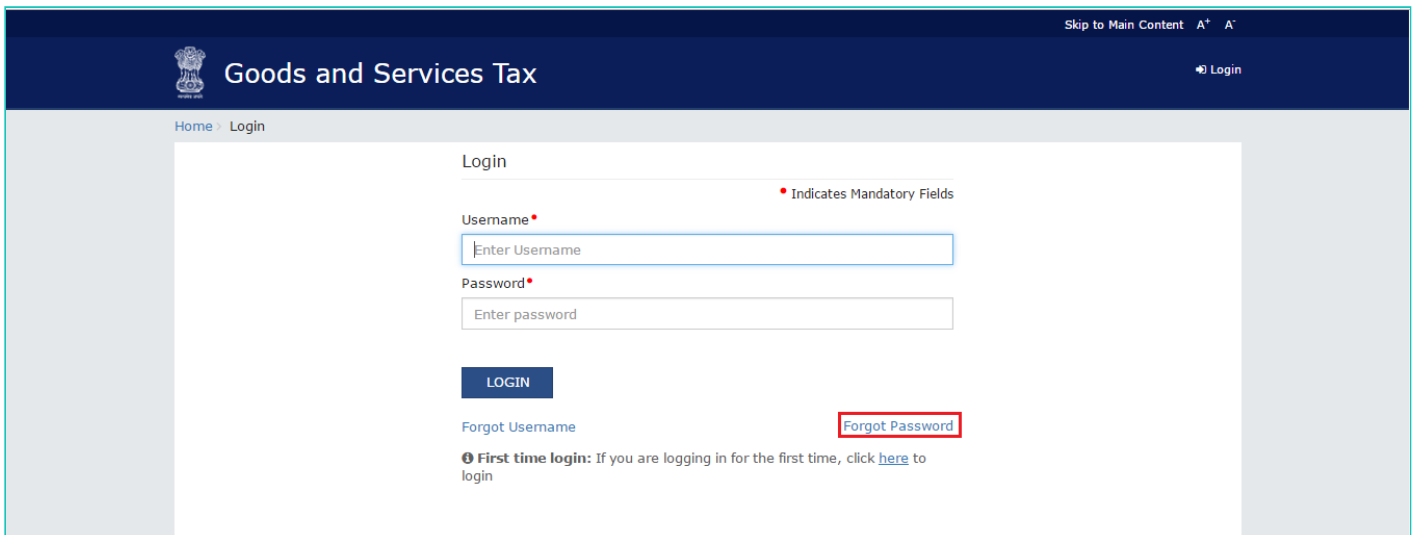 Skip to Main Content A+ A-
Goods and Services Tax
Login
Home › Login
Login
• Indicates Mandatory Fields
Username•
Enter Username
Password•
Enter password
LOGIN
Forgot Username Forgot Password
First time login: If you are logging in for the first time, click here to
login